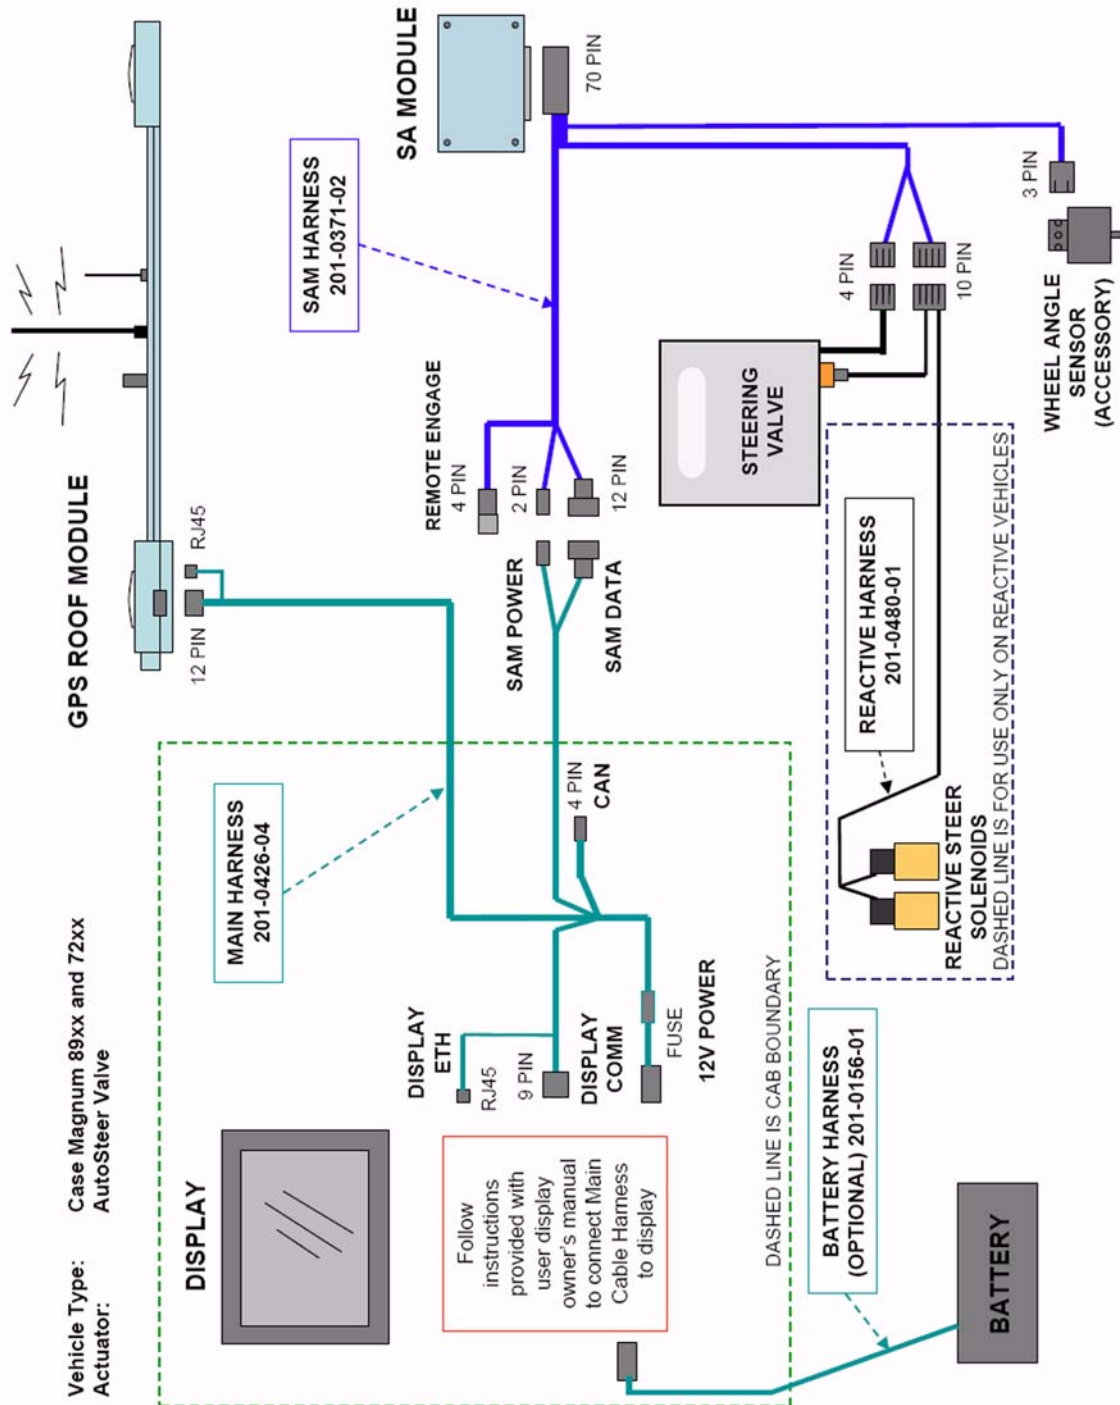 Vehicle Type: Case Magnum 89xx and 72xx
Actuator: AutoSteer Valve
DISPLAY
Follow
instructions
provided with
user display
owner's manual
to connect Main
Cable Harness
to display
DISPLAY
ETH
RJ45
9 PIN
DISPLAY
COMM
FUSE
12V POWER
DASHED LINE IS CAB BOUNDARY
BATTERY HARNESS
(OPTIONAL) 201-0156-01
BATTERY
MAIN HARNESS
201-0426-04
4 PIN
CAN
GPS ROOF MODULE
12 PIN
RJ45
SAM POWER
SAM DATA
REMOTE ENGAGE
4 PIN
2 PIN
12 PIN
SAM HARNESS
201-0371-02
SA MODULE
70 PIN
STEERING
VALVE
4 PIN
10 PIN
3 PIN
WHEEL ANGLE
SENSOR
(ACCESSORY)
REACTIVE HARNESS
201-0480-01
REACTIVE STEER
SOLENOIDS
DASHED LINE IS FOR USE ONLY ON REACTIVE VEHICLES